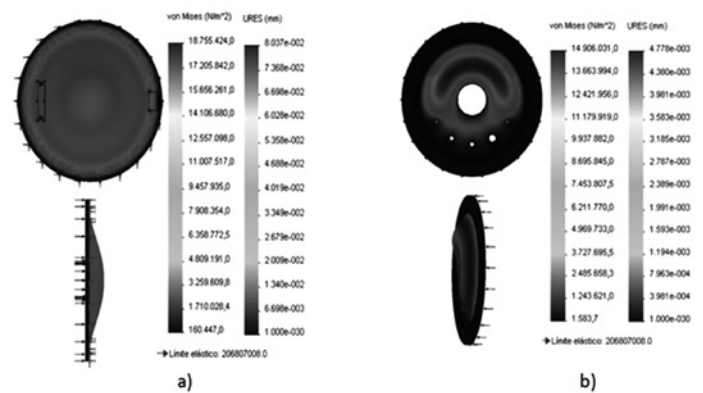 von Mises (N/m^2) URES (mm)
18.755.424,0 8.037e-002
17.205.842,0 7.368e-002
15.656.261,0 6.698e-002
14.106.680,0 6.028e-002
12.557.098,0 5.358e-002
11.007.517,0 4.688e-002
9.457.935,0 4.019e-002
7.908.354,0 3.349e-002
6.358.772,5 2.679e-002
4.809.191,0 2.009e-002
3.259.609,8 1.340e-002
1.710.028,4 6.698e-003
160.447,0 1.000e-030
Límite elástico: 206807008.0
a)
von Mises (N/m^2) URES (mm)
14.906.031,0 4.778e-003
13.663.994,0 4.380e-003
12.421.956,0 3.981e-003
11.179.919,0 3.583e-003
9.937.882,0 3.185e-003
8.695.845,0 2.787e-003
7.453.807,5 2.389e-003
6.211.770,0 1.991e-003
4.969.733,0 1.593e-003
3.727.695,5 1.194e-003
2.485.658,3 7.963e-004
1.243.621,0 3.981e-004
1.583,7 1.000e-030
Límite elástico: 206807008.0
b)